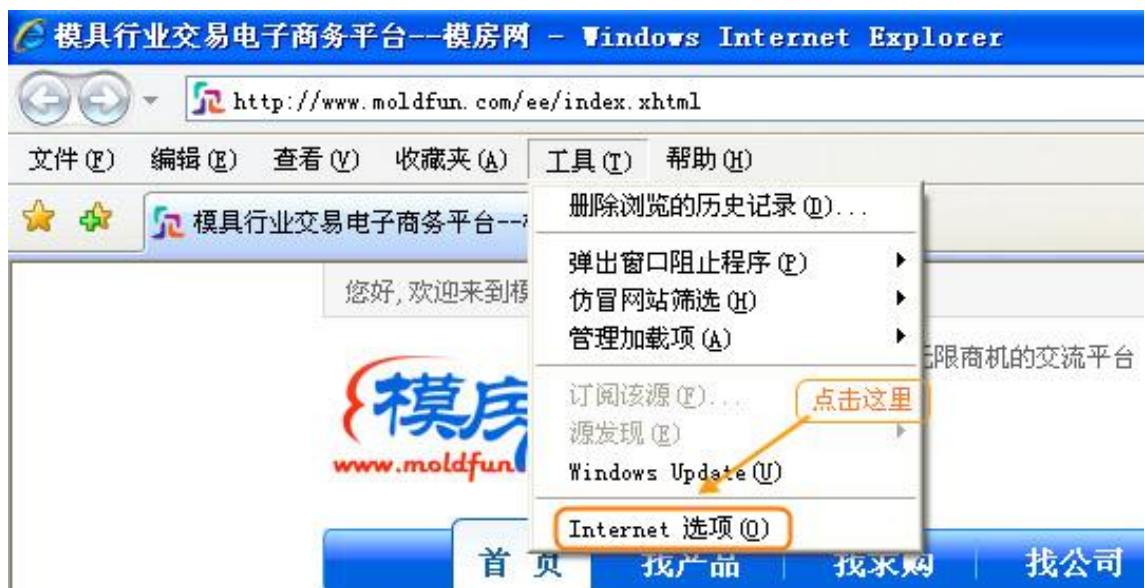 模具行业交易电子商务平台--模房网 - Windows Internet Explorer
http://www.moldfun.com/ee/index.xhtml
文件(F) 编辑(E) 查看(V) 收藏夹(A) 工具(T) 帮助(H)
模具行业交易电子商务平台--
删除浏览的历史记录(D)...
弹出窗口阻止程序(P)
仿冒网站筛选(H)
管理加载项(A)
订阅该源(F)...
源发现(E)
Windows Update(U)
Internet 选项(O)
点击这里
您好,欢迎来到模
限商机的交流平台
模房
www.moldfun
首 页 找产品 找求购 找公司